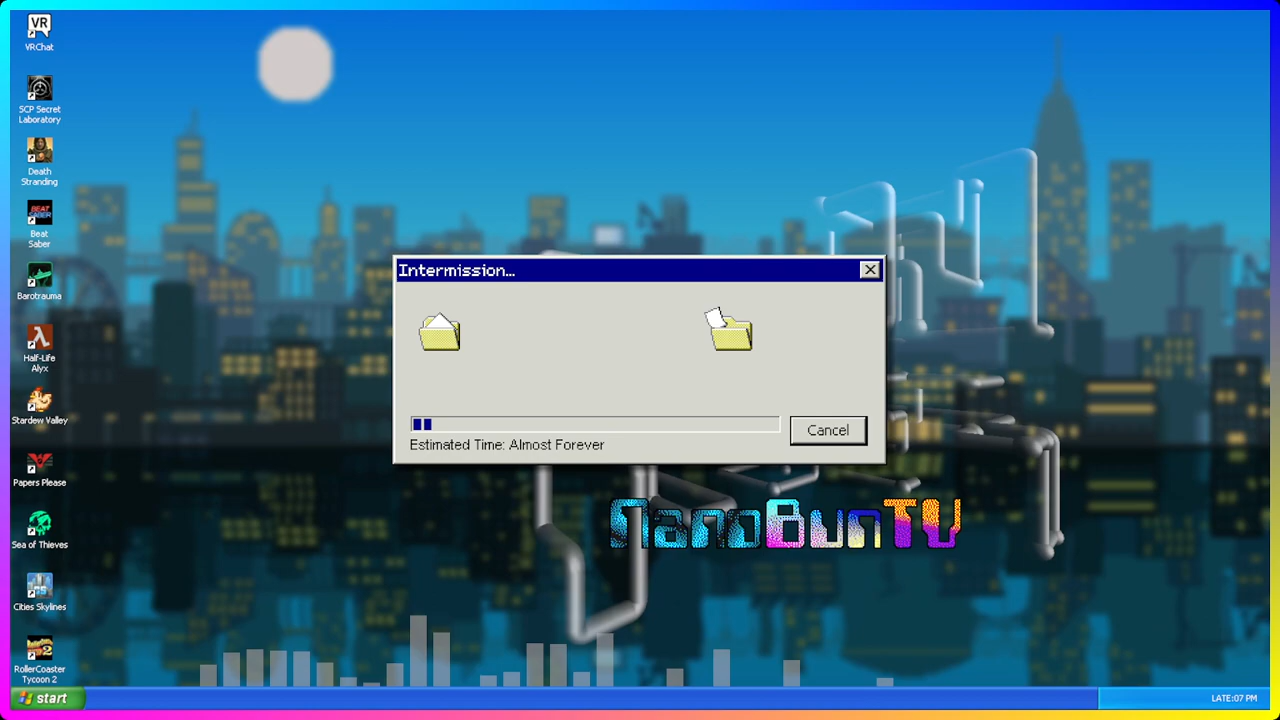 VR
VRChat
SCP Secret
Laboratory
Death
Stranding
BEAT
SABER
Beat
Saber
Barotrauma
Half-Life
Alyx
Stardew Valley
Papers Please
Sea of Thieves
Cities Skylines
RollerCoaster
Tycoon 2
Intermission...
Estimated Time: Almost Forever
Cancel
NanoBunTV
start
LATE:07 PM